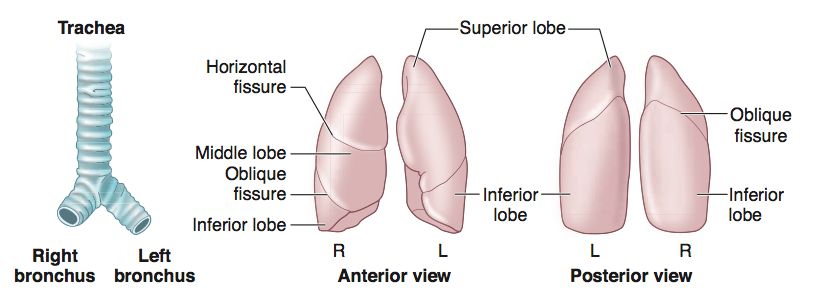 Trachea
Right
bronchus
Left
bronchus
Horizontal
fissure
Middle lobe
Oblique
fissure
Inferior lobe
R
L
Anterior view
Superior lobe
Inferior
lobe
L
R
Posterior view
Oblique
fissure
Inferior
lobe